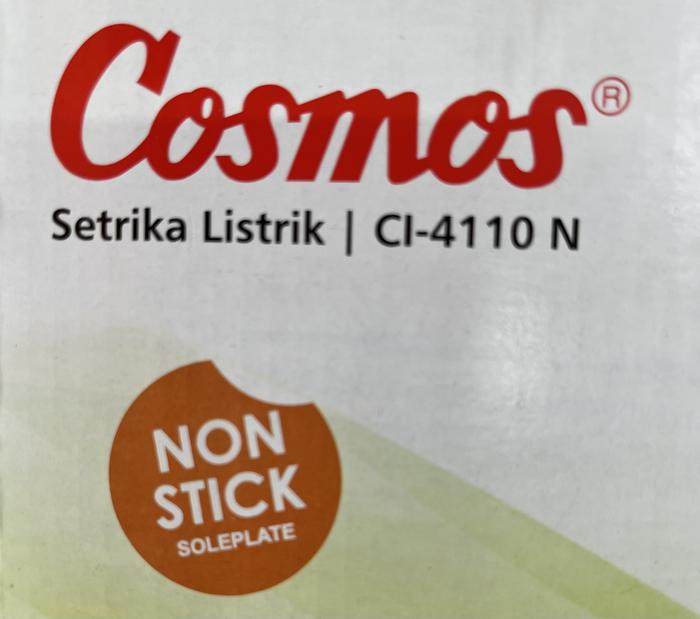 Cosmos®
Setrika Listrik | CI-4110 N
NON
STICK
SOLEPLATE